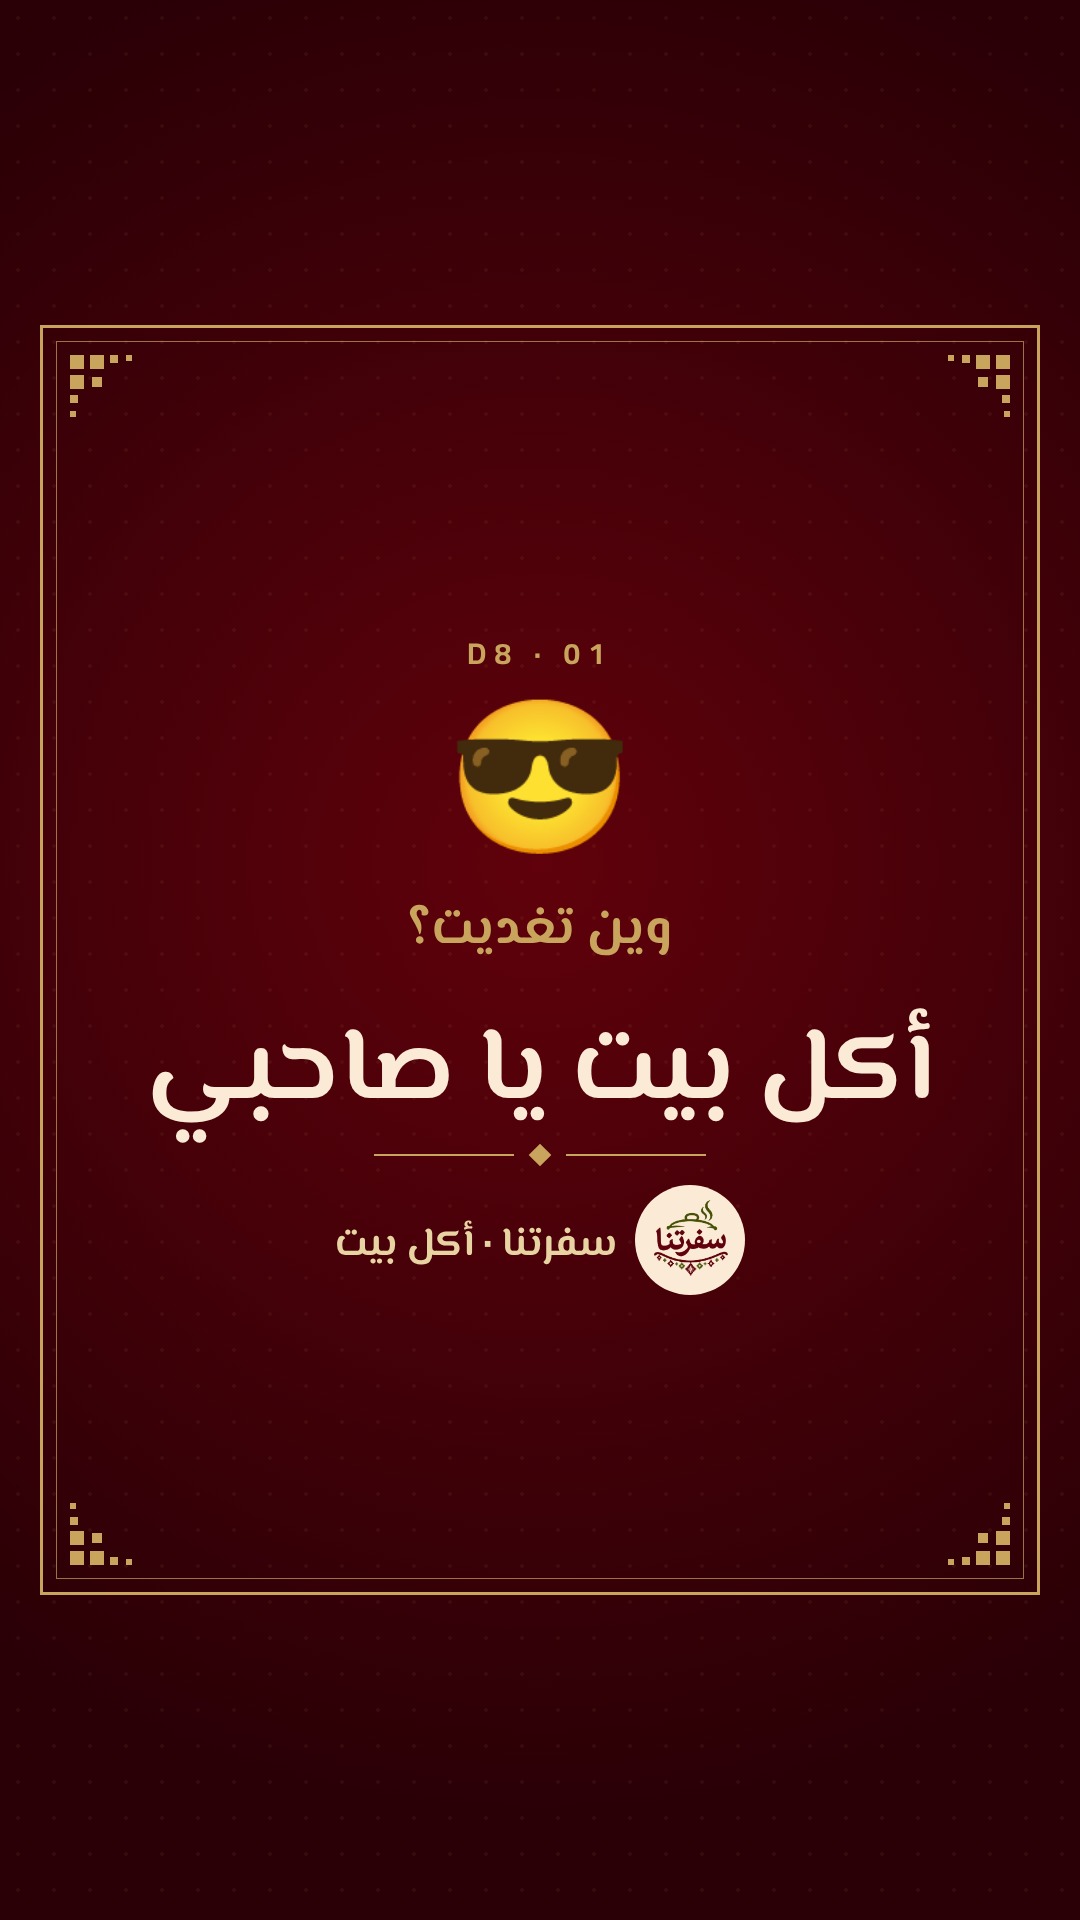 D8 · 01
وين تغديت؟
أكل بيت يا صاحبي
سفرتنا
سفرتنا · أكل بيت